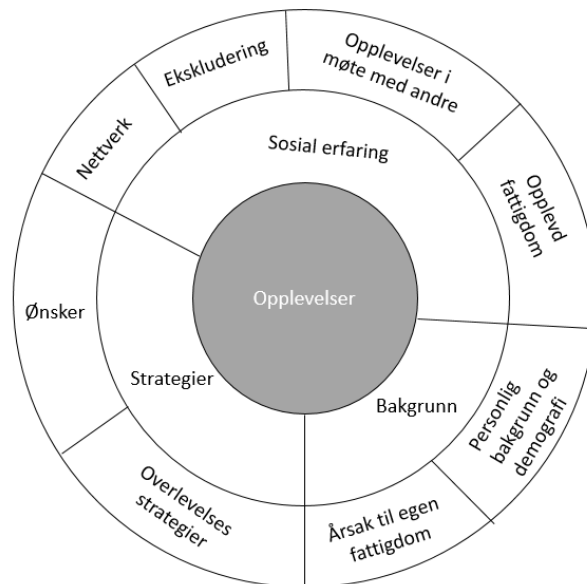 Ekskludering
Opplevelser i
møte med andre
Nettverk
Sosial erfaring
Opplevd
fattigdom
Opplevelser
Ønsker
Strategier
Bakgrunn
Personlig
bakgrunn og
demografi
Overlevelses
strategier
Årsak til egen
fattigdom